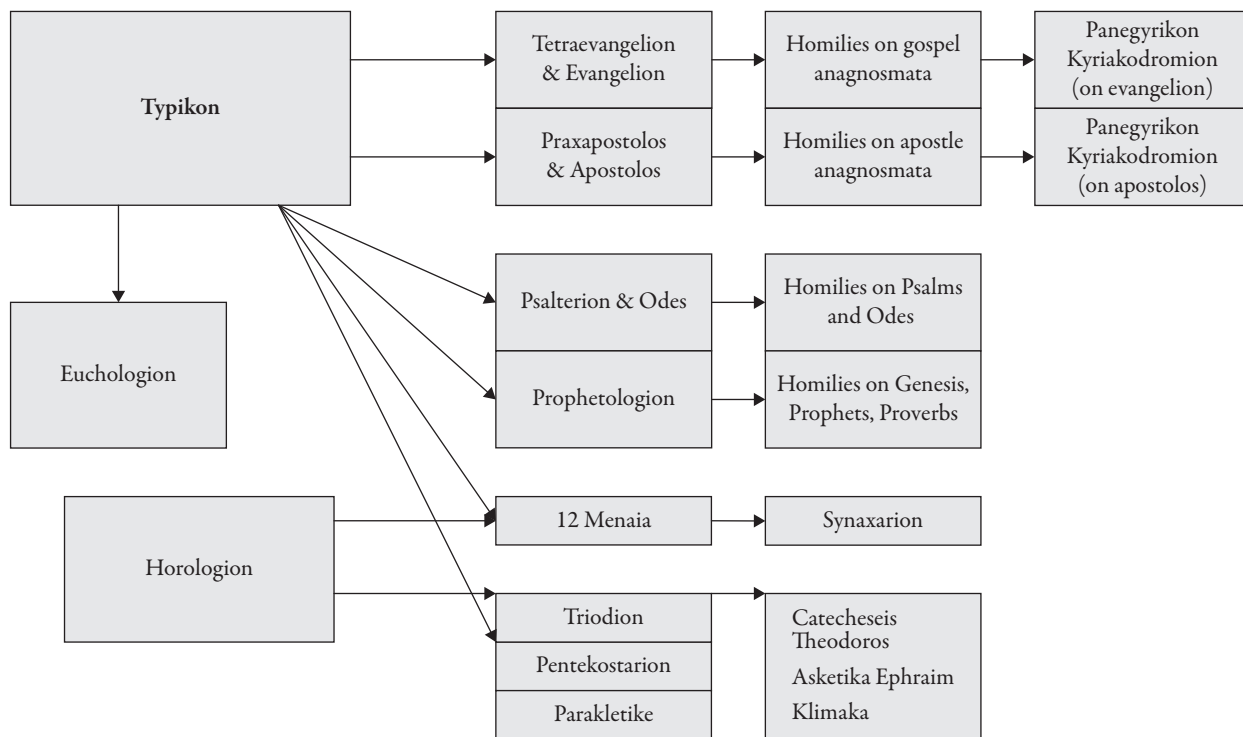 Typikon
Tetraevangelion
& Evangelion
Homilies on gospel
anagnosmata
Panegyrikon
Kyriakodromion
(on evangelion)
Praxapostolos
& Apostolos
Homilies on apostle
anagnosmata
Panegyrikon
Kyriakodromion
(on apostolos)
Euchologion
Psalterion & Odes
Homilies on Psalms
and Odes
Prophetologion
Homilies on Genesis,
Prophets, Proverbs
Horologion
12 Menaia
Synaxarion
Triodion
Pentekostarion
Parakletike
Catecheseis
Theodoros
Asketika Ephraim
Klimaka